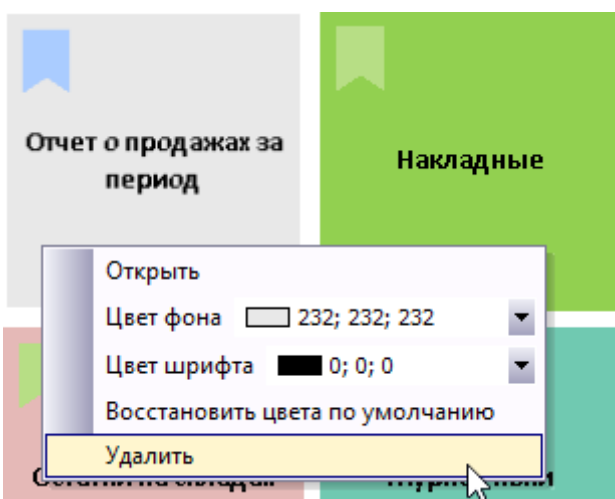 Отчет о продажах за
период
Накладные
Открыть
Цвет фона 232; 232; 232
Цвет шрифта 0; 0; 0
Восстановить цвета по умолчанию
Удалить